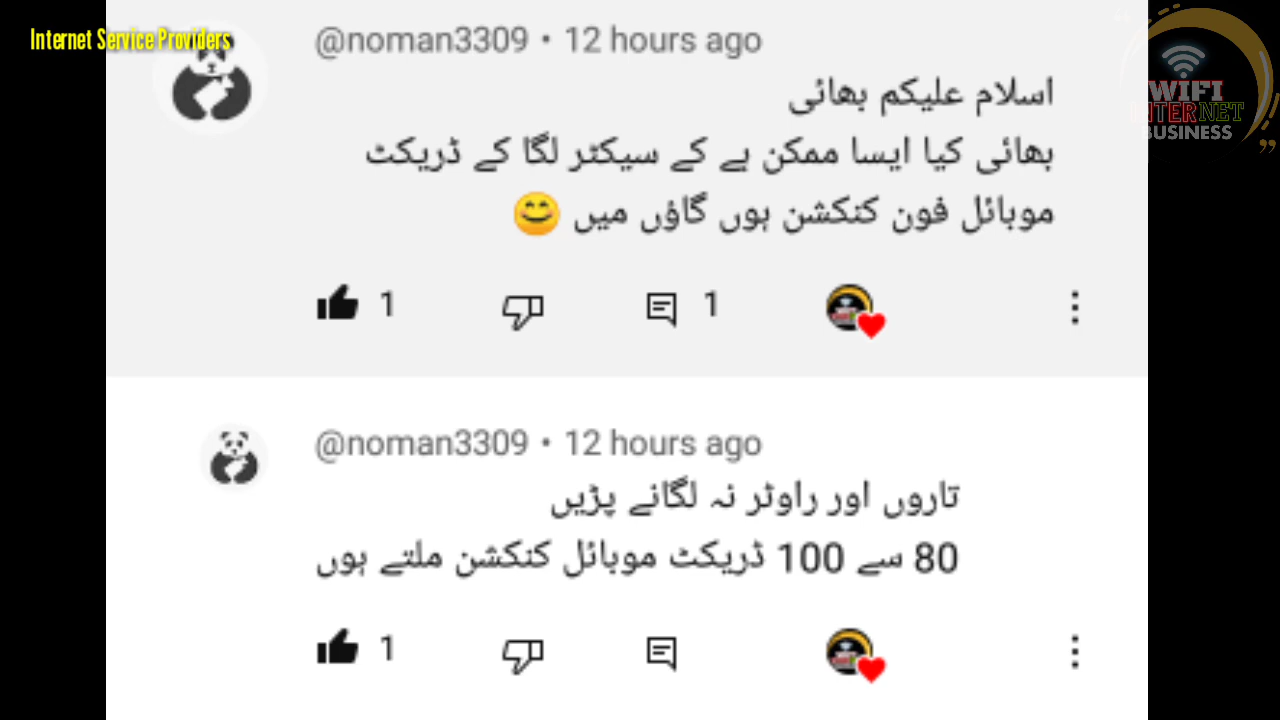 Internet Service Providers
WIFI
INTERNET
BUSINESS
@noman3309 • 12 hours ago
اسلام علیکم بھائی
بھائی کیا ایسا ممکن ہے کے سیکٹر لگا کے ڈریکٹ
موبائل فون کنکشن ہوں گاؤں میں 😊
1
1
@noman3309 • 12 hours ago
تاروں اور راوٹر نہ لگانے پڑیں
80 سے 100 ڈریکٹ موبائل کنکشن ملتے ہوں
1